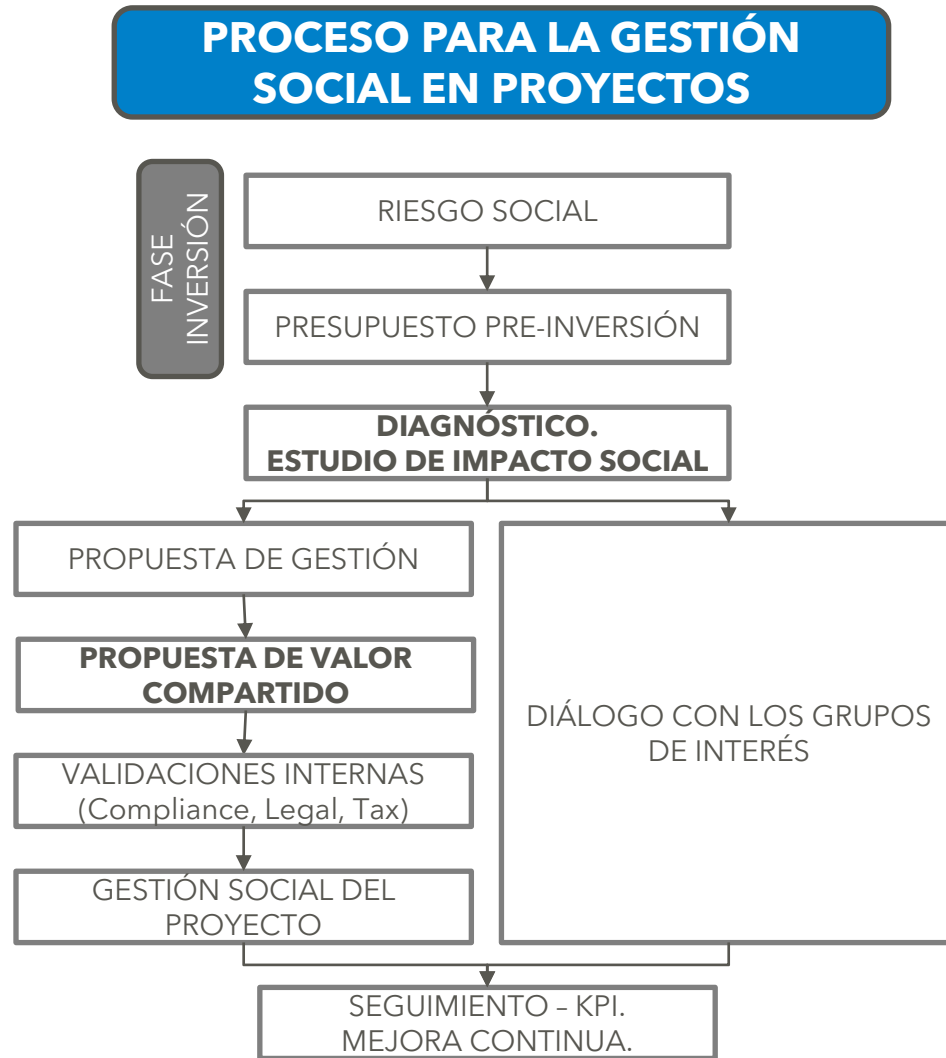 PROCESO PARA LA GESTIÓN
SOCIAL EN PROYECTOS
FASE
INVERSIÓN
RIESGO SOCIAL
PRESUPUESTO PRE-INVERSIÓN
DIAGNÓSTICO.
ESTUDIO DE IMPACTO SOCIAL
PROPUESTA DE GESTIÓN
PROPUESTA DE VALOR
COMPARTIDO
VALIDACIONES INTERNAS
(Compliance, Legal, Tax)
GESTIÓN SOCIAL DEL
PROYECTO
DIÁLOGO CON LOS GRUPOS
DE INTERÉS
SEGUIMIENTO – KPI.
MEJORA CONTINUA.